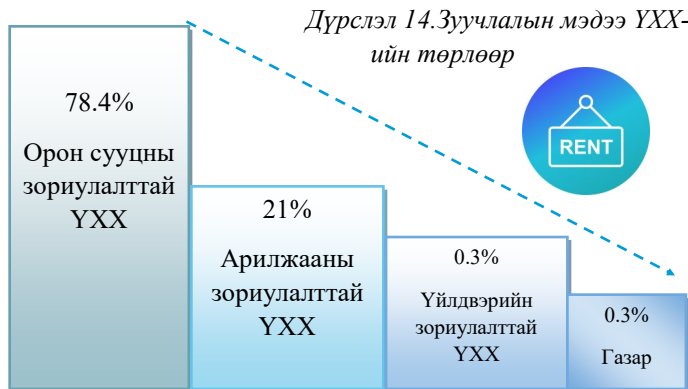 Дүрслэл 14.Зуучлалын мэдээ ҮХХ-
ийн төрлөөр
RENT
78.4%
Орон сууцны
зориулалттай
ҮХХ
21%
Арилжааны
зориулалттай
ҮХХ
0.3%
Үйлдвэрийн
зориулалттай
ҮХХ
0.3%
Газар